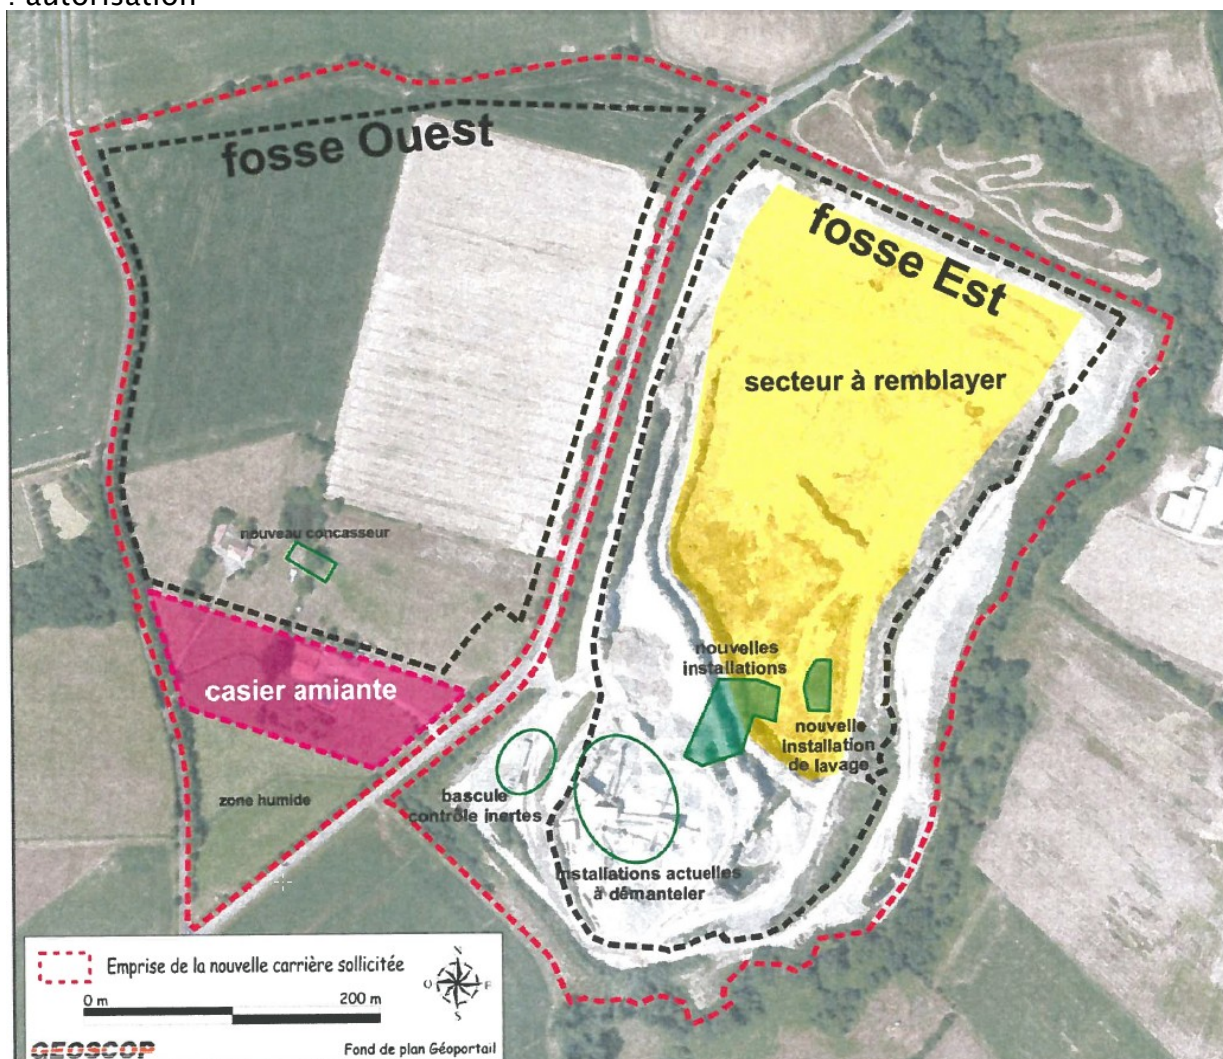 : autorisation
fosse Ouest
fosse Est
secteur à remblayer
nouveau concasseur
casier amiante
zone humide
nouvelles
installations
nouvelle
installation
de lavage
bascule
contrôle inertes
installations actuelles
à démanteler
Emprise de la nouvelle carrière sollicitée
0 m
200 m
N
O
E
S
GEOSCOP
Fond de plan Géoportail